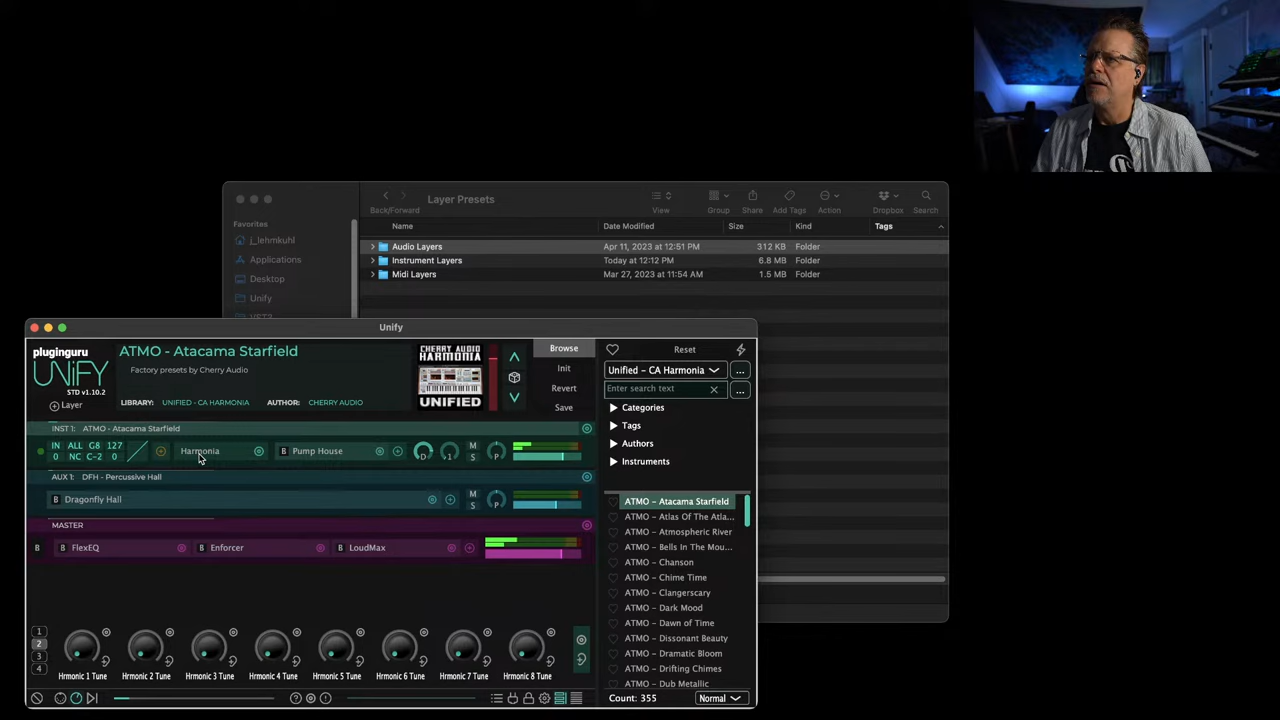 Layer Presets
Back/Forward
View
Group
Share
Add Tags
Action
Dropbox
Search
Favorites
Name
Date Modified
Size
Kind
Tags
j_lehmkuhl
Applications
Desktop
Unify
Audio Layers Apr 11, 2023 at 12:51 PM 312 KB Folder
Instrument Layers Today at 12:12 PM 6.8 MB Folder
Midi Layers Mar 27, 2023 at 11:54 AM 1.5 MB Folder
Unify
pluginguru
UNIFY
STD v1.10.2
Layer
ATMO - Atacama Starfield
Factory presets by Cherry Audio
LIBRARY: UNIFIED - CA HARMONIA AUTHOR: CHERRY AUDIO
CHERRY AUDIO
HARMONIA
UNIFIED
Browse
Init
Revert
Save
INST 1: ATMO - Atacama Starfield
IN ALL G8 127
0 NC C-2 0
Harmonia
B Pump House
D
1
M
S
P
AUX 1: DFH - Percussive Hall
B Dragonfly Hall
M
S
P
MASTER
B
B FlexEQ
B Enforcer
B LoudMax
1
2
3
4
Hrmonic 1 Tune
Hrmonic 2 Tune
Hrmonic 3 Tune
Hrmonic 4 Tune
Hrmonic 5 Tune
Hrmonic 6 Tune
Hrmonic 7 Tune
Hrmonic 8 Tune
Reset
Unified - CA Harmonia
...
Enter search text
...
Categories
Tags
Authors
Instruments
ATMO - Atacama Starfield
ATMO - Atlas Of The Atla...
ATMO - Atmospheric River
ATMO - Bells In The Mou...
ATMO - Chanson
ATMO - Chime Time
ATMO - Clangerscary
ATMO - Dark Mood
ATMO - Dawn of Time
ATMO - Dissonant Beauty
ATMO - Dramatic Bloom
ATMO - Drifting Chimes
ATMO - Dub Metallic
Count: 355
Normal